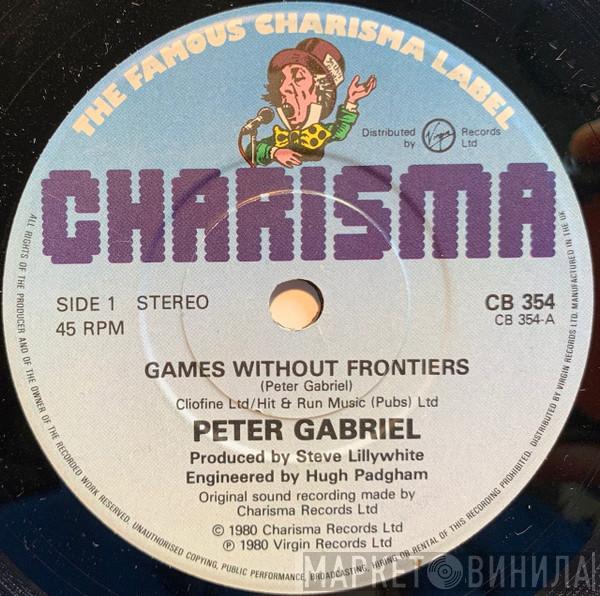 THE FAMOUS CHARISMA LABEL
Distributed by Virgin Records Ltd
CHARISMA
SIDE 1 STEREO
45 RPM
CB 354
CB 354-A
GAMES WITHOUT FRONTIERS
(Peter Gabriel)
Cliofine Ltd/Hit & Run Music (Pubs) Ltd
PETER GABRIEL
Produced by Steve Lillywhite
Engineered by Hugh Padgham
Original sound recording made by
Charisma Records Ltd
© 1980 Charisma Records Ltd
℗ 1980 Virgin Records Ltd
ALL RIGHTS OF THE PRODUCER AND OF THE OWNER OF THE RECORDED WORK RESERVED. UNAUTHORISED COPYING, PUBLIC PERFORMANCE, BROADCASTING, HIRING OR RENTAL OF THIS RECORDING PROHIBITED. DISTRIBUTED BY VIRGIN RECORDS LTD. MANUFACTURED IN THE UK
МАРКЕТ ВИНИЛА